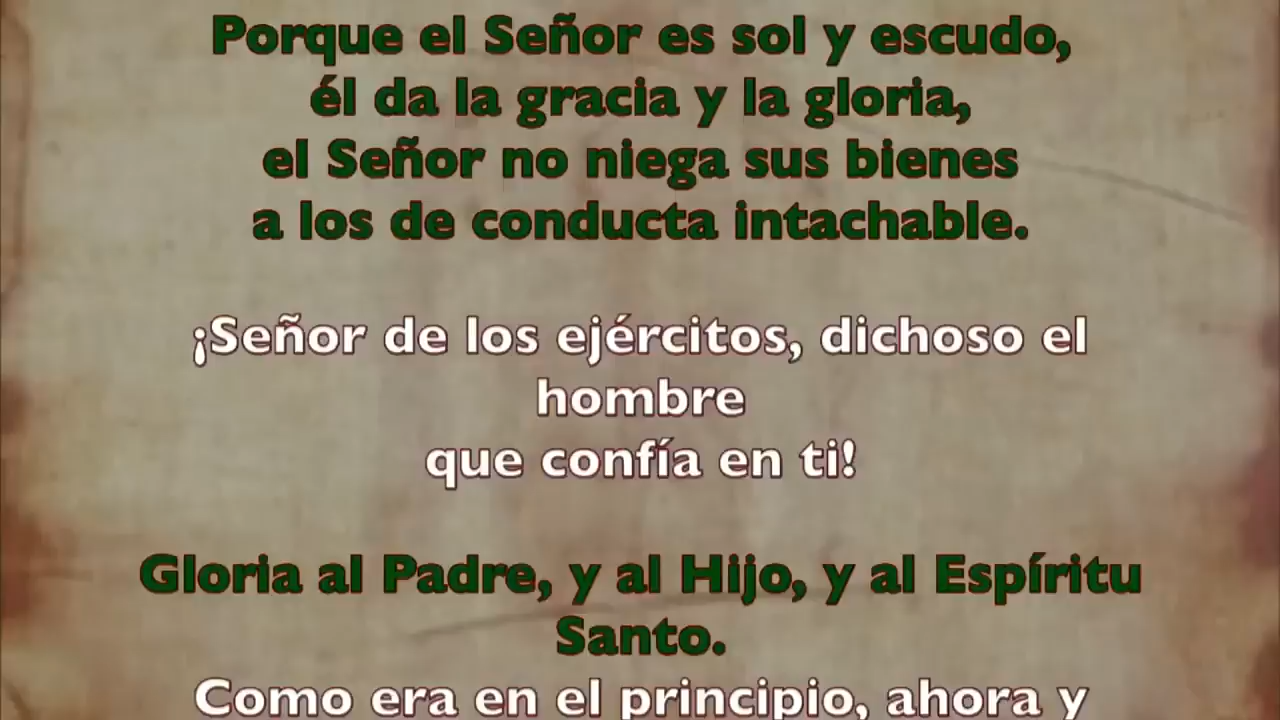 Porque el Señor es sol y escudo,
él da la gracia y la gloria,
el Señor no niega sus bienes
a los de conducta intachable.
¡Señor de los ejércitos, dichoso el
hombre
que confía en ti!
Gloria al Padre, y al Hijo, y al Espíritu
Santo.
Como era en el principio, ahora y